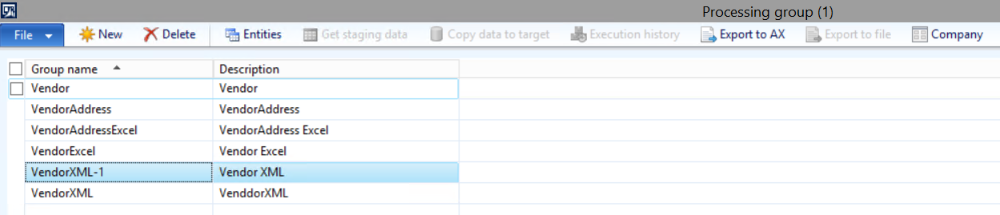 Processing group (1)
File New Delete Entities Get staging data Copy data to target Execution history Export to AX Export to file Company
Group name Description
Vendor Vendor
VendorAddress VendorAddress
VendorAddressExcel VendorAddress Excel
VendorExcel Vendor Excel
VendorXML-1 Vendor XML
VendorXML VenddorXML